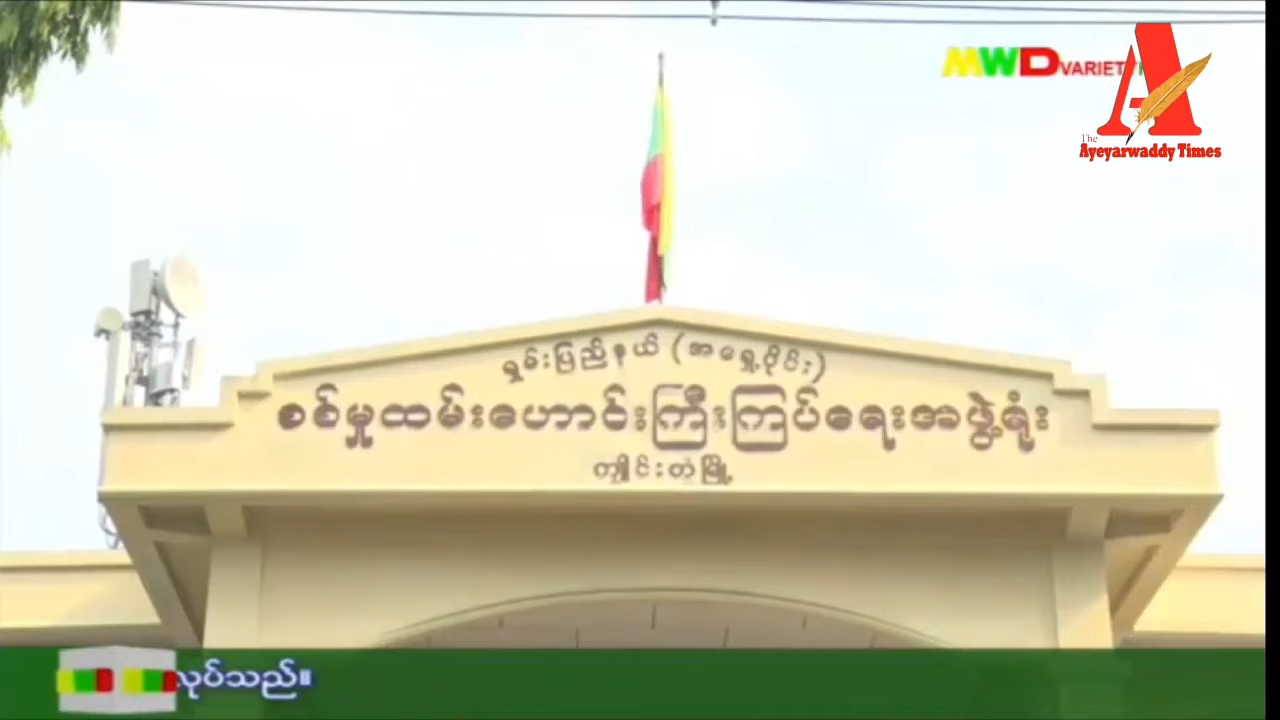 MWD VARIETY
The
Ayeyarwaddy Times
ရှမ်းပြည်နယ် (အရှေ့ပိုင်း)
စစ်မှုထမ်းဟောင်းကြီးကြပ်ရေးအဖွဲ့ရုံး
ကျိုင်းတုံမြို့
လုပ်သည်။